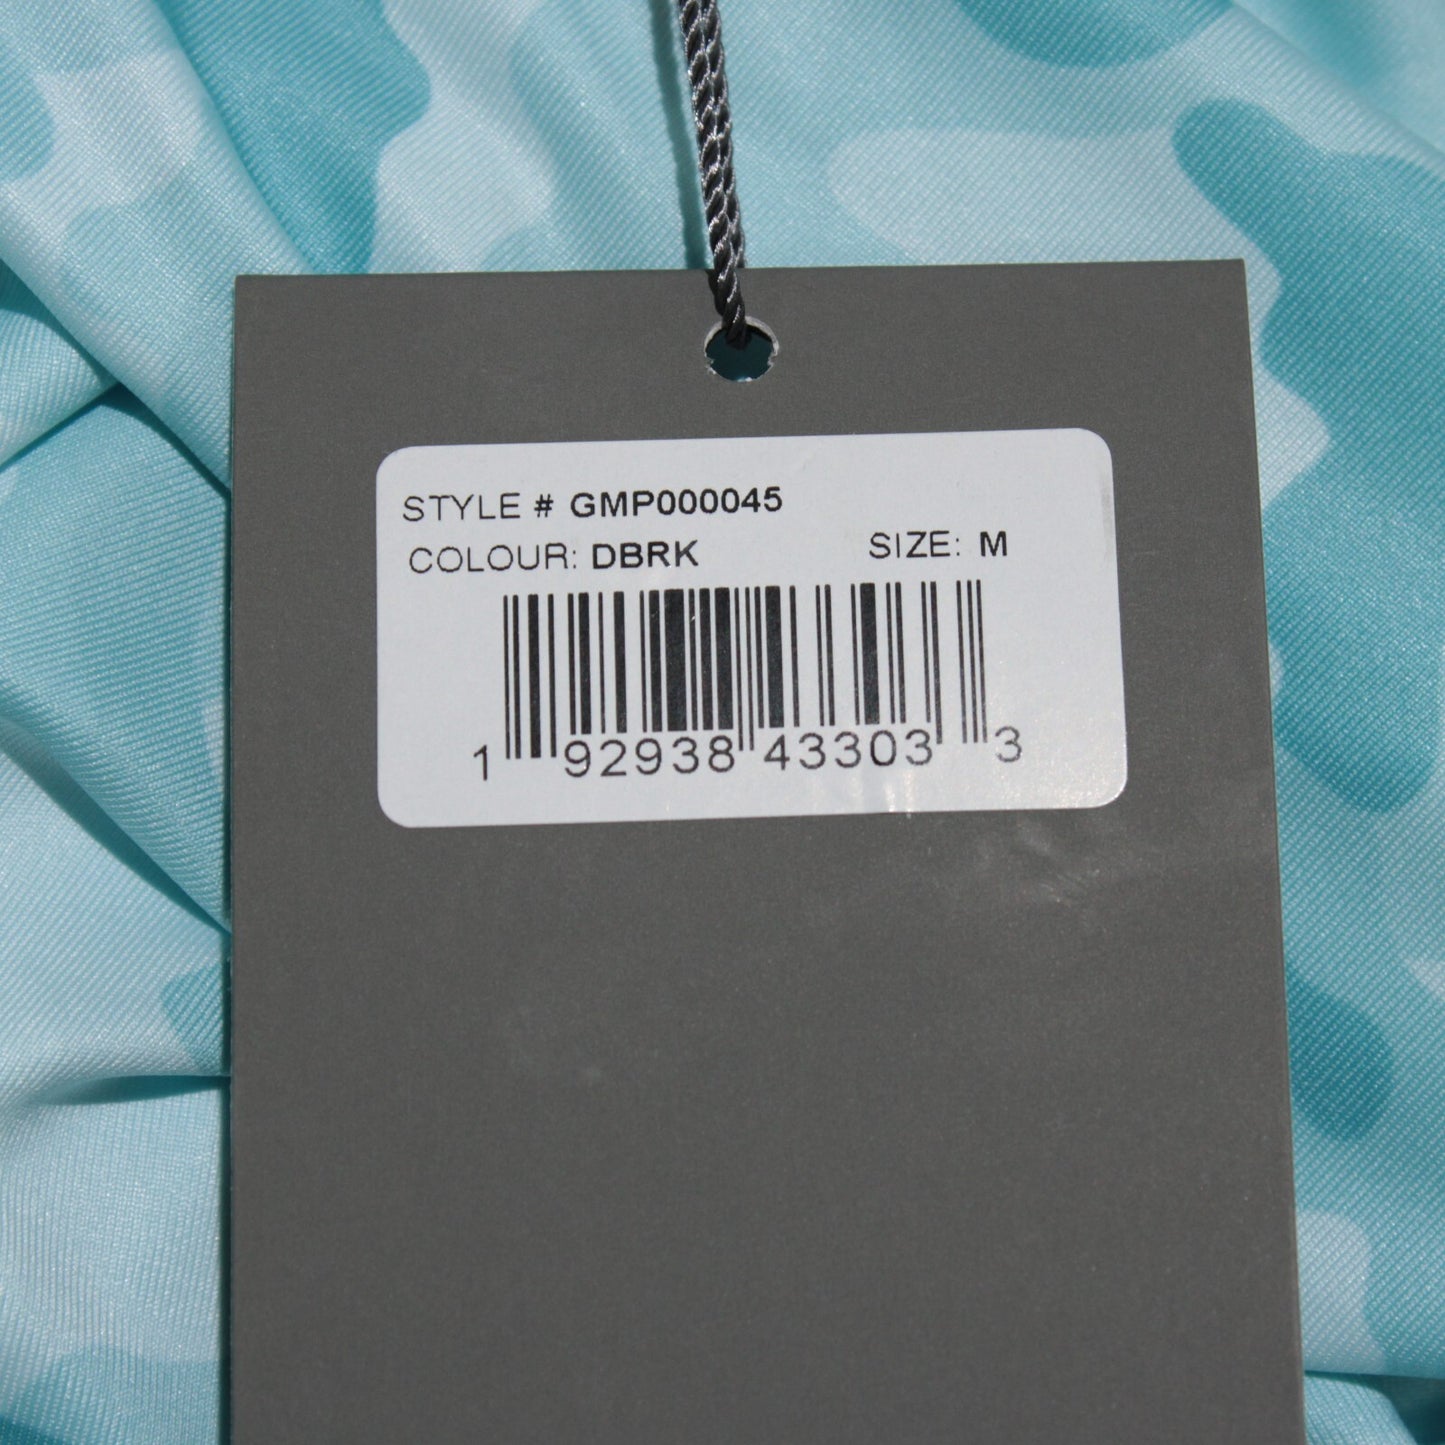 STYLE # GMP000045
COLOUR: DBRK SIZE: M
1 92938 43303 3